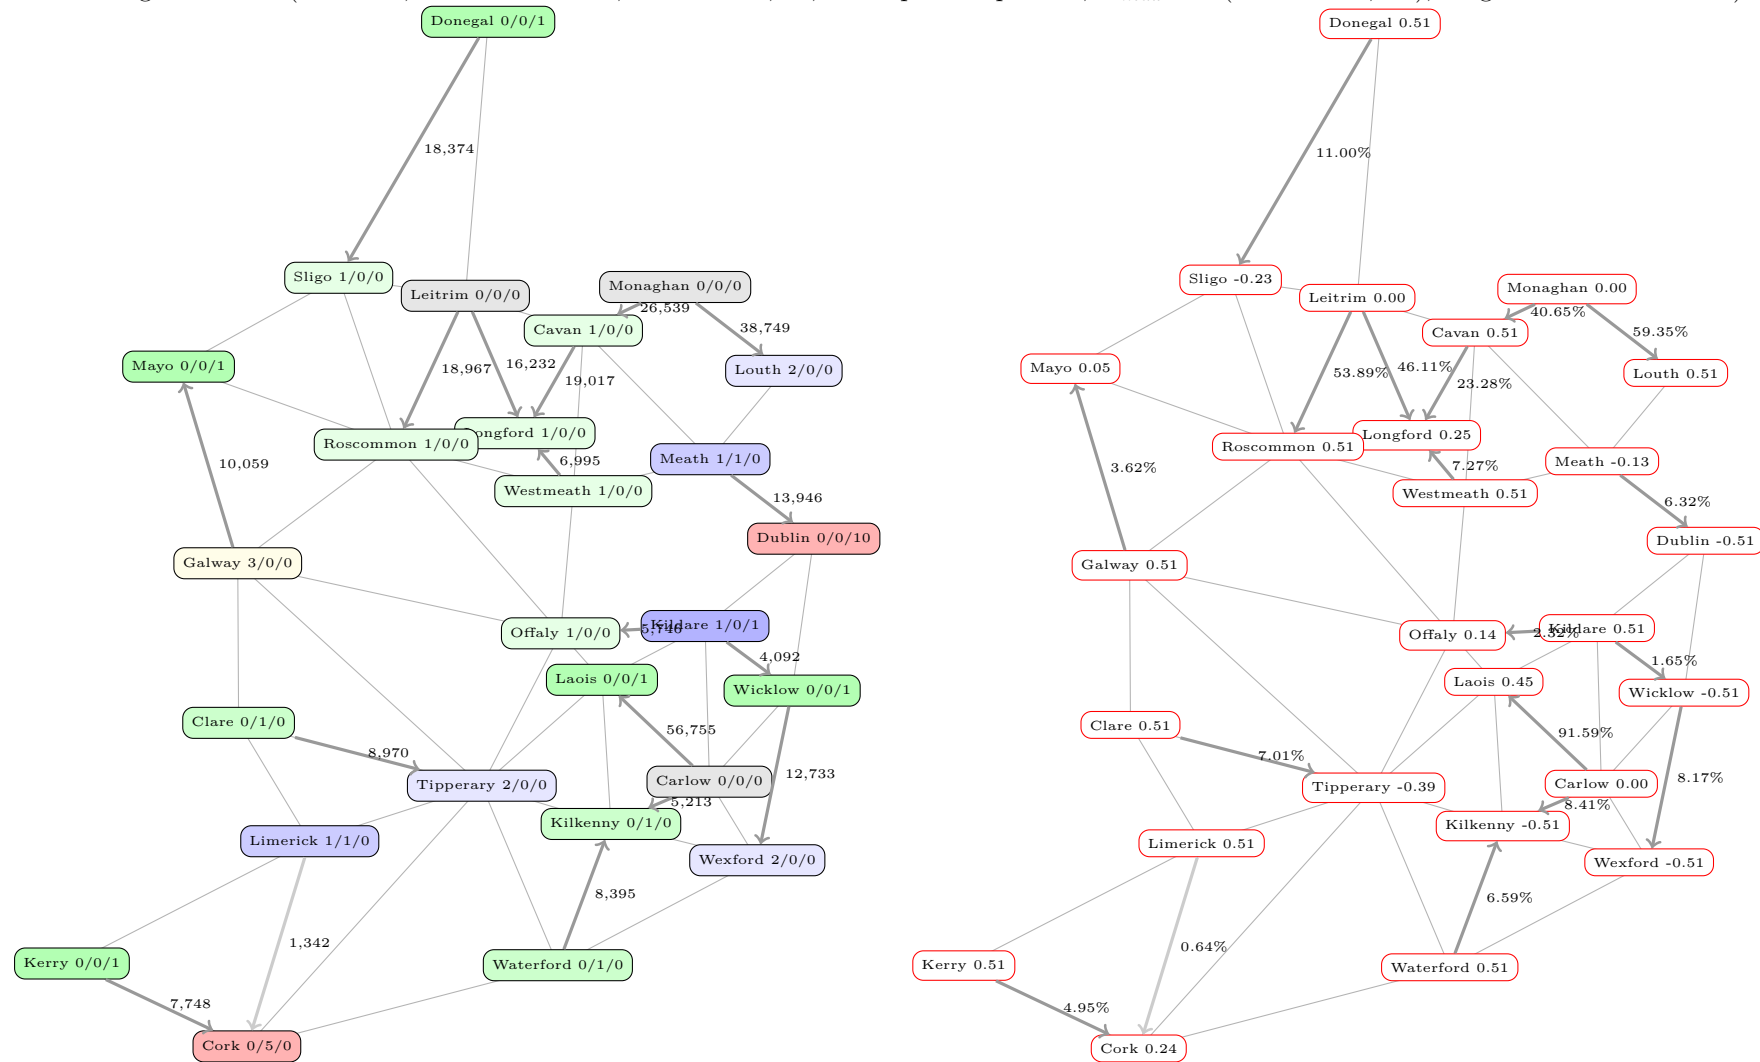 Donegal 0/0/1
18,374
Sligo 1/0/0
Leitrim 0/0/0
Monaghan 0/0/0
26,539
Cavan 1/0/0
38,749
Mayo 0/0/1
18,967
16,232
19,017
Louth 2/0/0
Roscommon 1/0/0
Longford 1/0/0
Meath 1/1/0
10,059
6,995
Westmeath 1/0/0
13,946
Dublin 0/0/10
Galway 3/0/0
Offaly 1/0/0
5,746
Kildare 1/0/1
4,092
Laois 0/0/1
Wicklow 0/0/1
Clare 0/1/0
8,970
56,755
Tipperary 2/0/0
Carlow 0/0/0
12,733
5,213
Kilkenny 0/1/0
Limerick 1/1/0
Wexford 2/0/0
8,395
1,342
Kerry 0/0/1
Waterford 0/1/0
7,748
Cork 0/5/0
Donegal 0.51
11.00%
Sligo -0.23
Leitrim 0.00
Monaghan 0.00
40.65%
Cavan 0.51
59.35%
Mayo 0.05
53.89%
46.11%
23.28%
Louth 0.51
Roscommon 0.51
Longford 0.25
Meath -0.13
3.62%
7.27%
Westmeath 0.51
6.32%
Dublin -0.51
Galway 0.51
Offaly 0.14
2.32%
Kildare 0.51
1.65%
Laois 0.45
Wicklow -0.51
Clare 0.51
7.01%
91.59%
Tipperary -0.39
Carlow 0.00
8.17%
8.41%
Kilkenny -0.51
Limerick 0.51
Wexford -0.51
6.59%
0.64%
Kerry 0.51
Waterford 0.51
4.95%
Cork 0.24